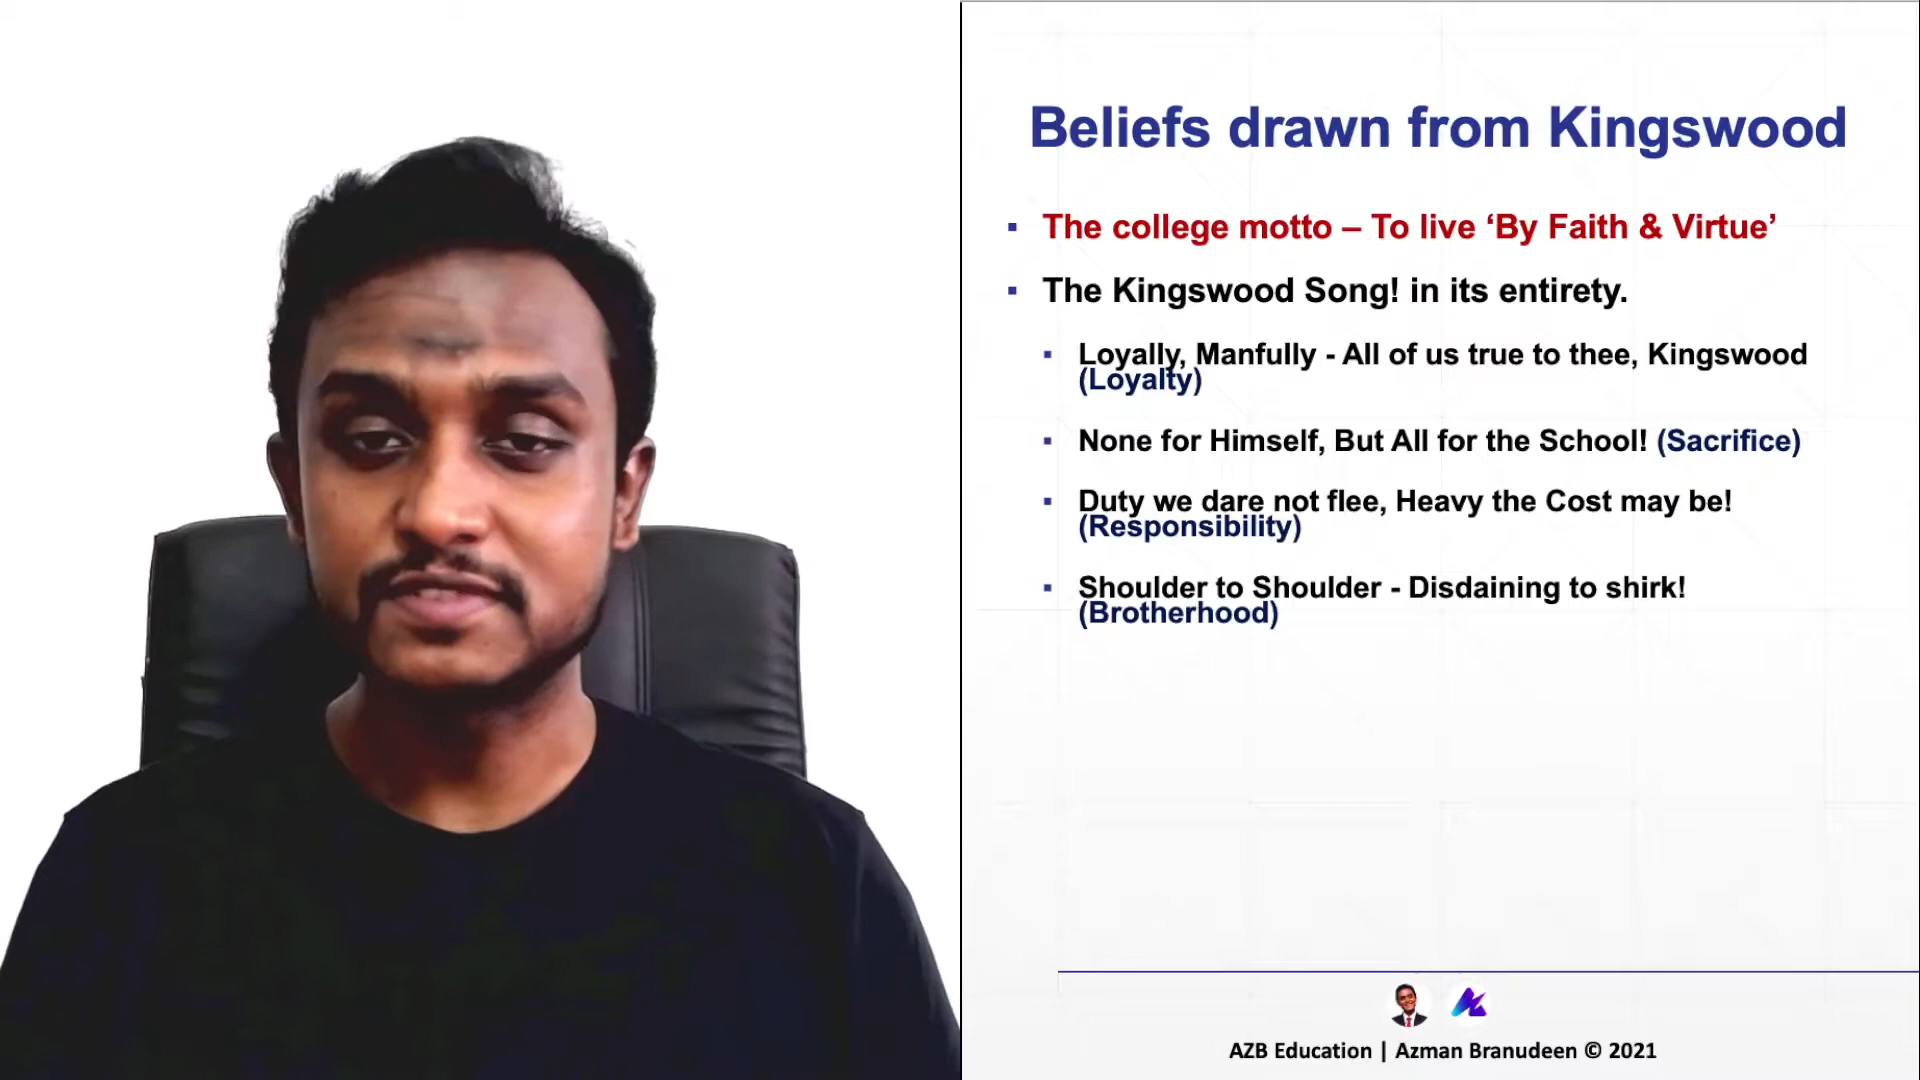 Beliefs drawn from Kingswood
▪ The college motto – To live ‘By Faith & Virtue’
▪ The Kingswood Song! in its entirety.
▪ Loyally, Manfully - All of us true to thee, Kingswood
(Loyalty)
▪ None for Himself, But All for the School! (Sacrifice)
▪ Duty we dare not flee, Heavy the Cost may be!
(Responsibility)
▪ Shoulder to Shoulder - Disdaining to shirk!
(Brotherhood)
AZB Education | Azman Branudeen © 2021